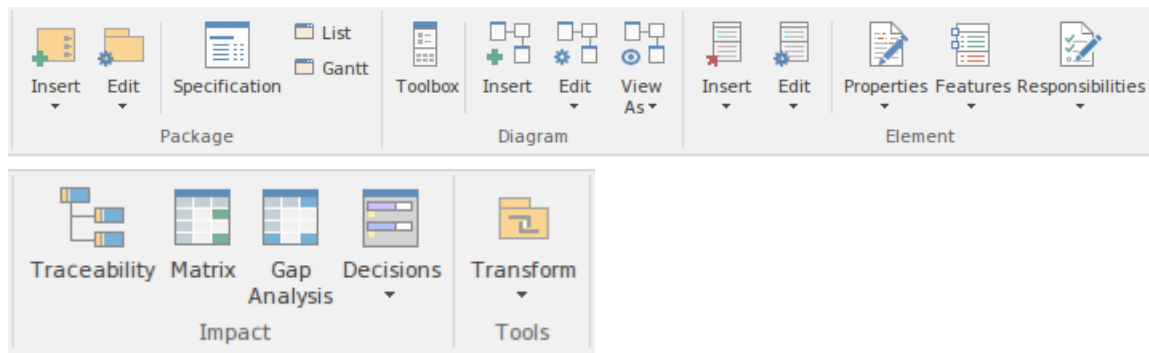 List
Gantt
Insert Edit Specification Toolbox Insert Edit View As Insert Edit Properties Features Responsibilities
Package Diagram Element
Traceability Matrix Gap Analysis Decisions Transform
Impact Tools